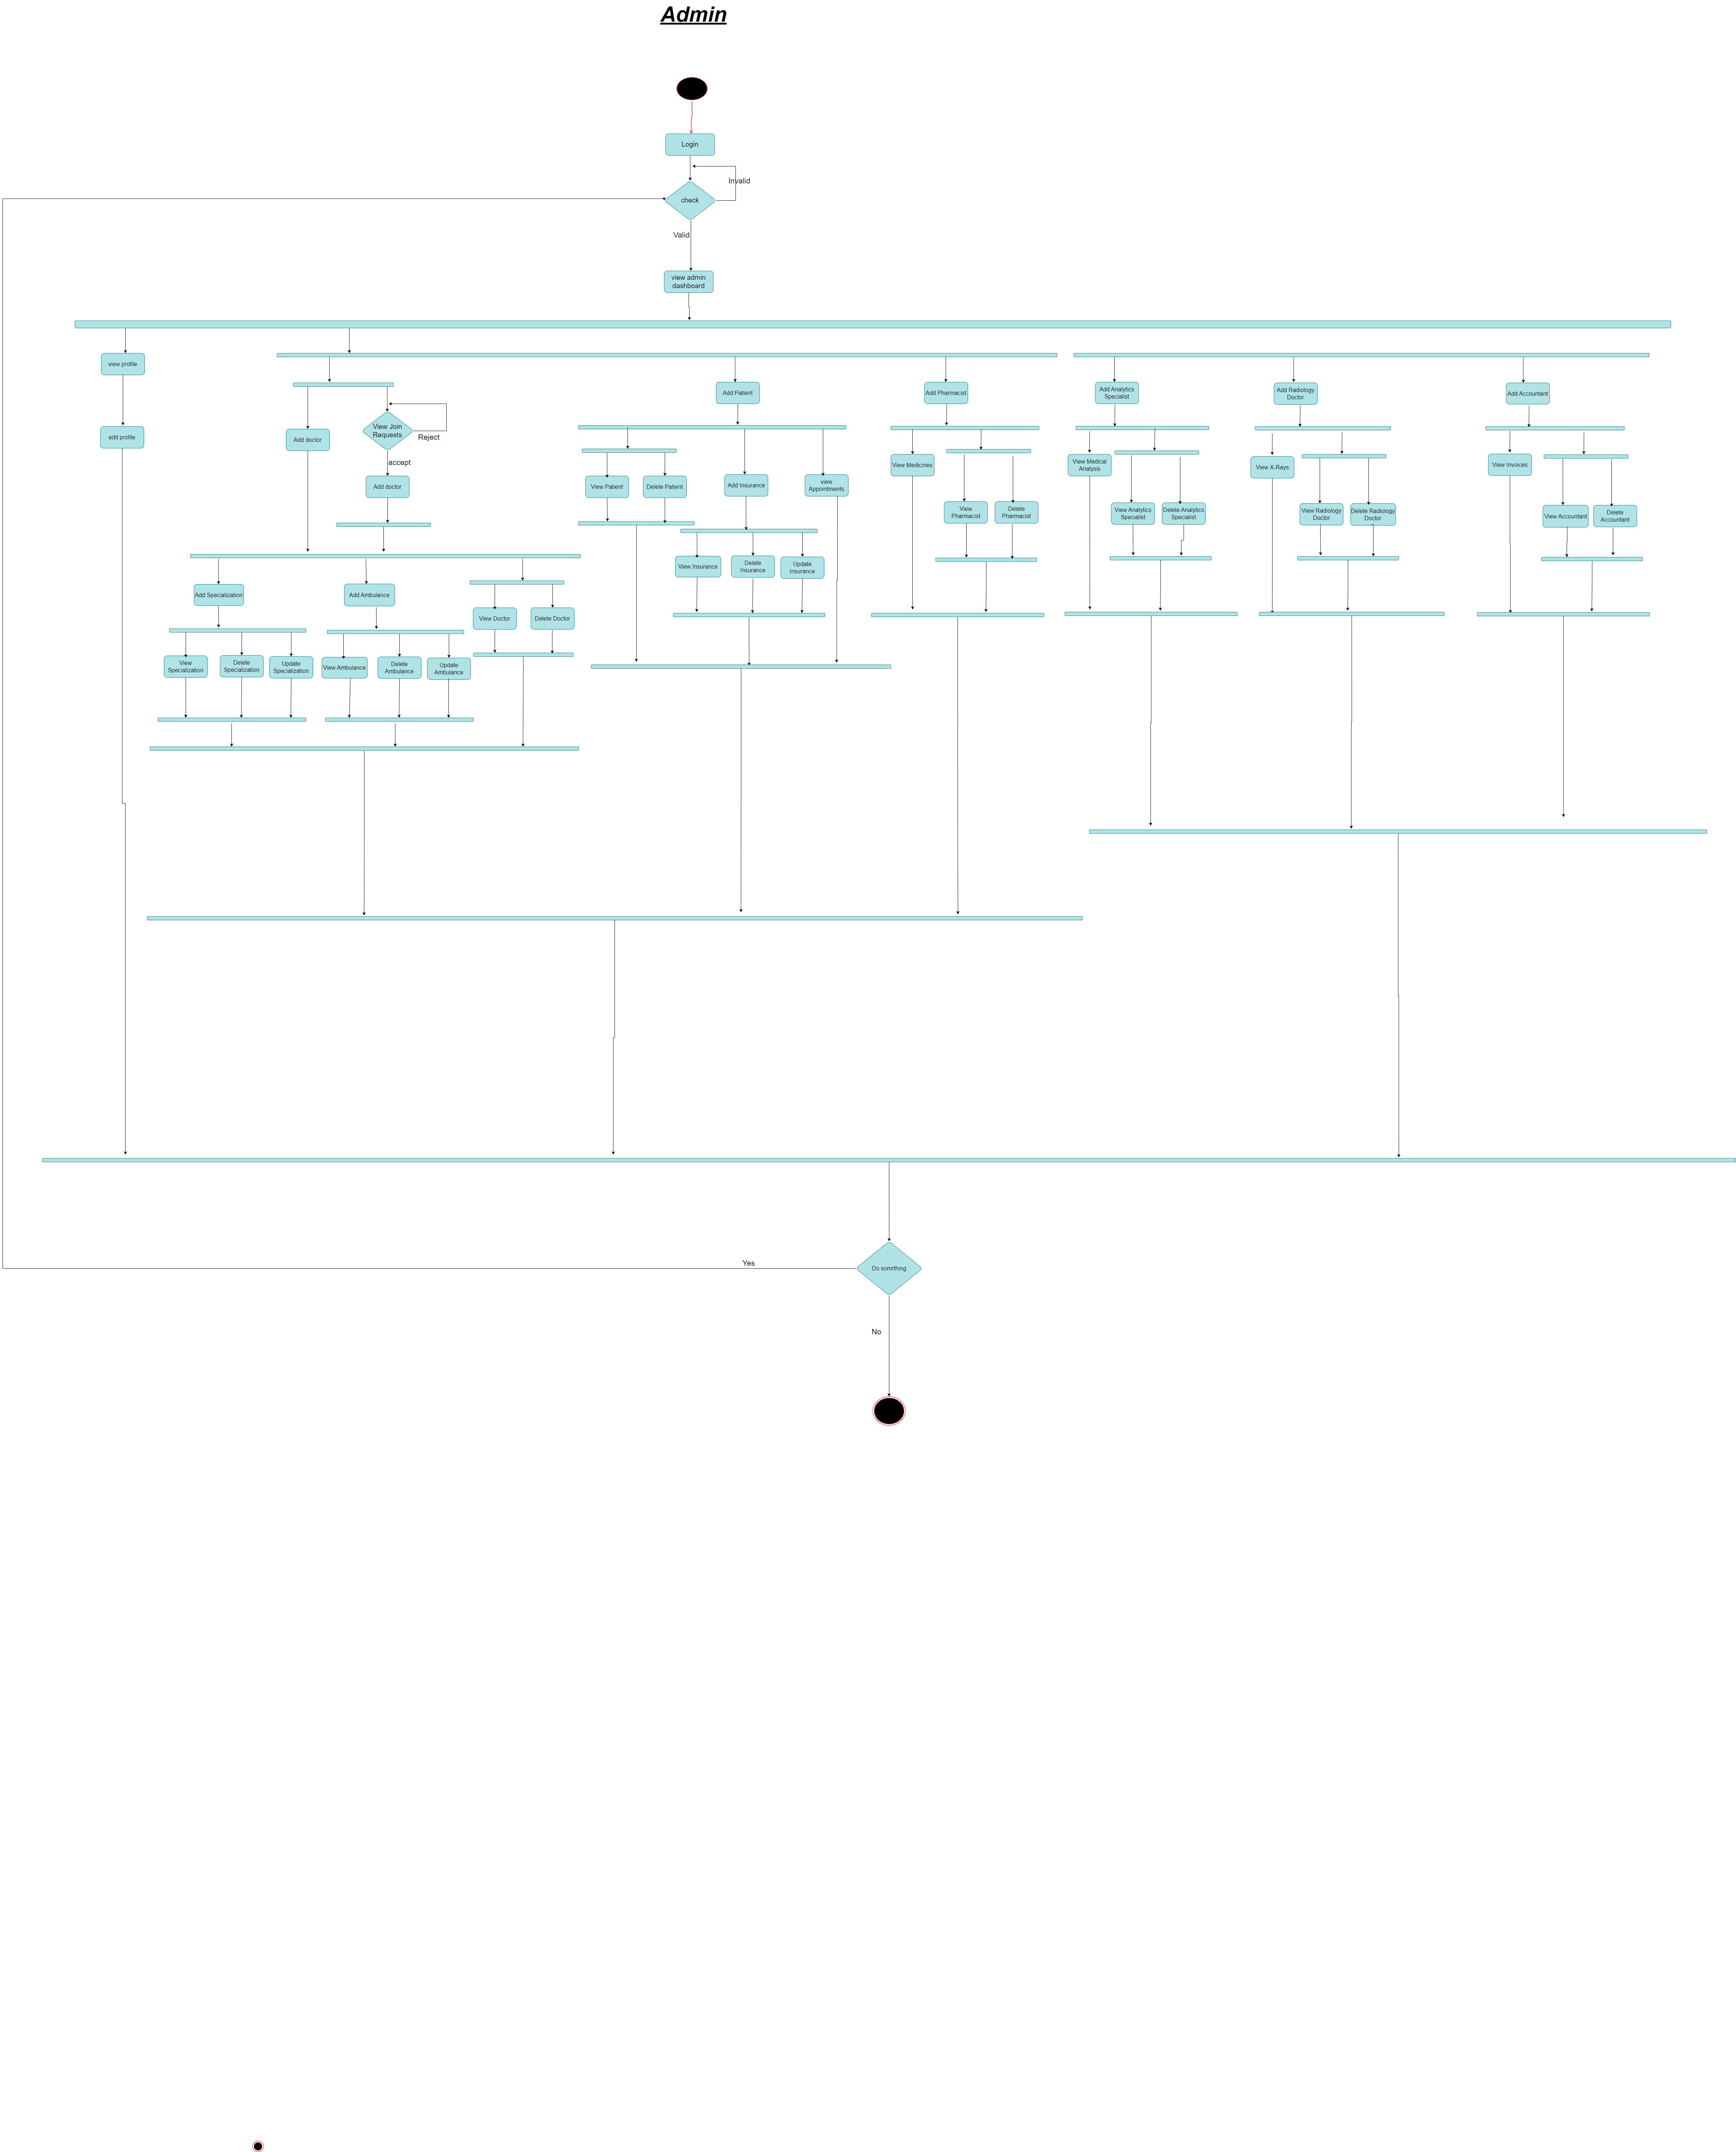 Admin
Login
Invalid
check
Valid
view admin
dashboard
view profile
edit profile
Add doctor
View Join
Requests
Reject
accept
Add doctor
Add Patient
Add Pharmacist
Add Analytics
Specialist
Add Radiology
Doctor
Add Accountant
View Patient
Delete Patient
Add Insurance
view
Appointments
View Medicines
View
Pharmacist
Delete
Pharmacist
View Medical
Analysis
View Analytics
Specialist
Delete Analytics
Specialist
View X-Rays
View Radiology
Doctor
Delete Radiology
Doctor
View Invoices
View Accountant
Delete
Accountant
View Insurance
Delete
Insurance
Update
Insurance
Add Specialization
Add Ambulance
View Doctor
Delete Doctor
View
Specialization
Delete
Specialization
Update
Specialization
View Ambulance
Delete
Ambulance
Update
Ambulance
Yes
Do somrthing
No